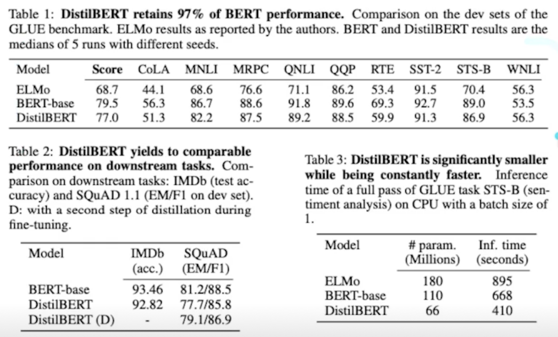 Table 1: DistilBERT retains 97% of BERT performance. Comparison on the dev sets of the
GLUE benchmark. ELMo results as reported by the authors. BERT and DistilBERT results are the
medians of 5 runs with different seeds.
Model Score CoLA MNLI MRPC QNLI QQP RTE SST-2 STS-B WNLI
ELMo 68.7 44.1 68.6 76.6 71.1 86.2 53.4 91.5 70.4 56.3
BERT-base 79.5 56.3 86.7 88.6 91.8 89.6 69.3 92.7 89.0 53.5
DistilBERT 77.0 51.3 82.2 87.5 89.2 88.5 59.9 91.3 86.9 56.3
Table 2: DistilBERT yields to comparable
performance on downstream tasks. Com-
parison on downstream tasks: IMDb (test ac-
curacy) and SQuAD 1.1 (EM/F1 on dev set).
D: with a second step of distillation during
fine-tuning.
Model IMDb SQuAD
(acc.) (EM/F1)
BERT-base 93.46 81.2/88.5
DistilBERT 92.82 77.7/85.8
DistilBERT (D) - 79.1/86.9
Table 3: DistilBERT is significantly smaller
while being constantly faster. Inference
time of a full pass of GLUE task STS-B (sen-
timent analysis) on CPU with a batch size of
1.
Model # param. Inf. time
(Millions) (seconds)
ELMo 180 895
BERT-base 110 668
DistilBERT 66 410